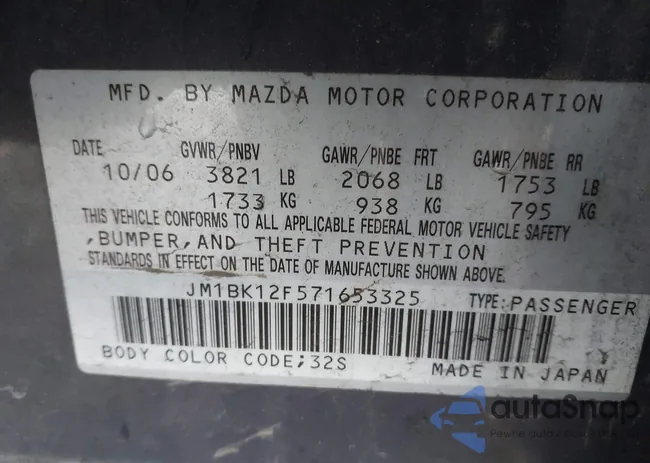 MFD. BY MAZDA MOTOR CORPORATION
DATE GVWR/PNBV GAWR/PNBE FRT GAWR/PNBE RR
10/06 3821 LB 2068 LB 1753 LB
1733 KG 938 KG 795 KG
THIS VEHICLE CONFORMS TO ALL APPLICABLE FEDERAL MOTOR VEHICLE SAFETY
,BUMPER,AND THEFT PREVENTION
STANDARDS IN EFFECT ON THE DATE OF MANUFACTURE SHOWN ABOVE.
JM1BK12F571653325 TYPE:PASSENGER
BODY COLOR CODE;32S MADE IN JAPAN
autoSnap